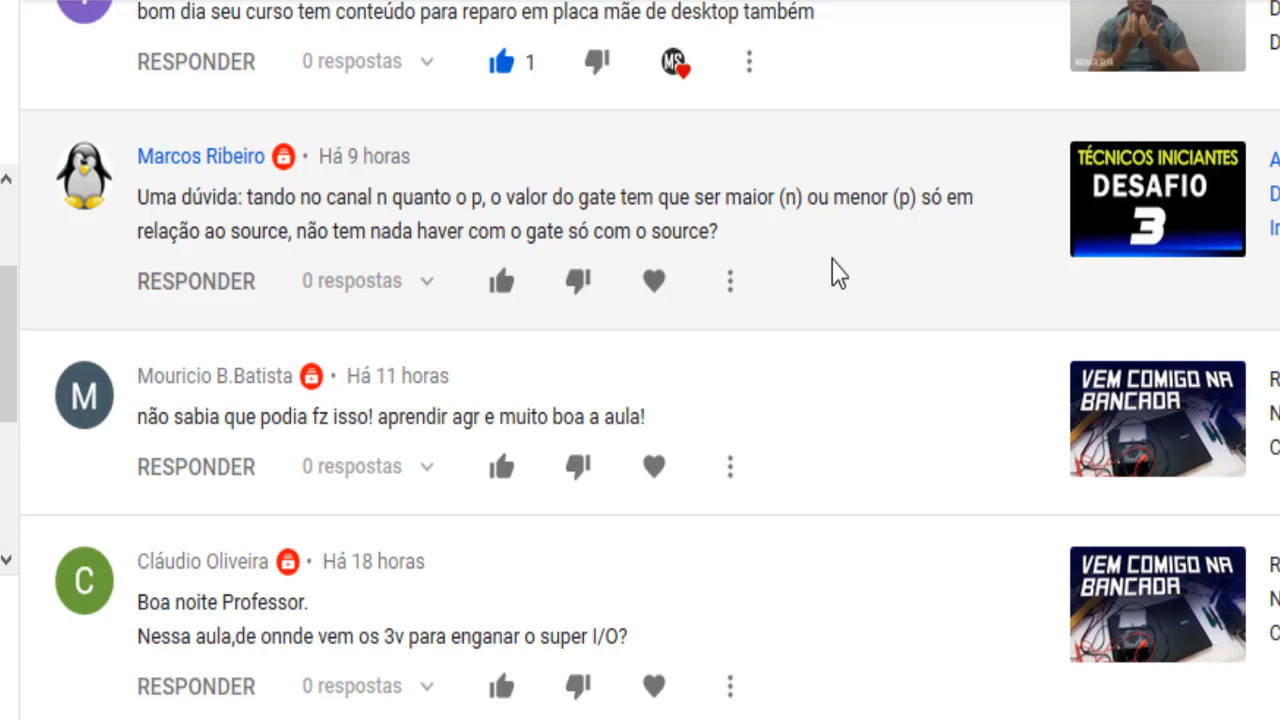 bom dia seu curso tem conteúdo para reparo em placa mãe de desktop também
RESPONDER 0 respostas 1 MS
Marcos Ribeiro • Há 9 horas
Uma dúvida: tando no canal n quanto o p, o valor do gate tem que ser maior (n) ou menor (p) só em
relação ao source, não tem nada haver com o gate só com o source?
RESPONDER 0 respostas
TÉCNICOS INICIANTES
DESAFIO
3
A
D
Mouricio B.Batista • Há 11 horas
não sabia que podia fz isso! aprendir agr e muito boa a aula!
RESPONDER 0 respostas
M
VEM COMIGO NA
BANCADA
R
N
C
Cláudio Oliveira • Há 18 horas
Boa noite Professor.
Nessa aula,de onnde vem os 3v para enganar o super I/O?
RESPONDER 0 respostas
C
VEM COMIGO NA
BANCADA
R
N
C